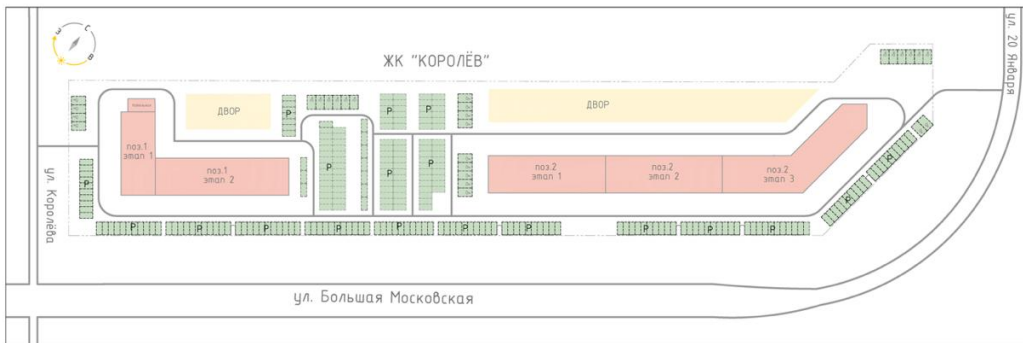 С
З
В
ЖК "КОРОЛЁВ"
ул. 20 Января
ДВОР
Р
ДВОР
Р
Р
поз.1
этап 1
поз.1
этап 2
Р
Р
Р
поз.2
этап 1
поз.2
этап 2
поз.2
этап 3
Р
Р
Р
ул. Королёва
Р
Р
Р
Р
Р
Р
Р
Р
Р
Р
ул. Большая Московская